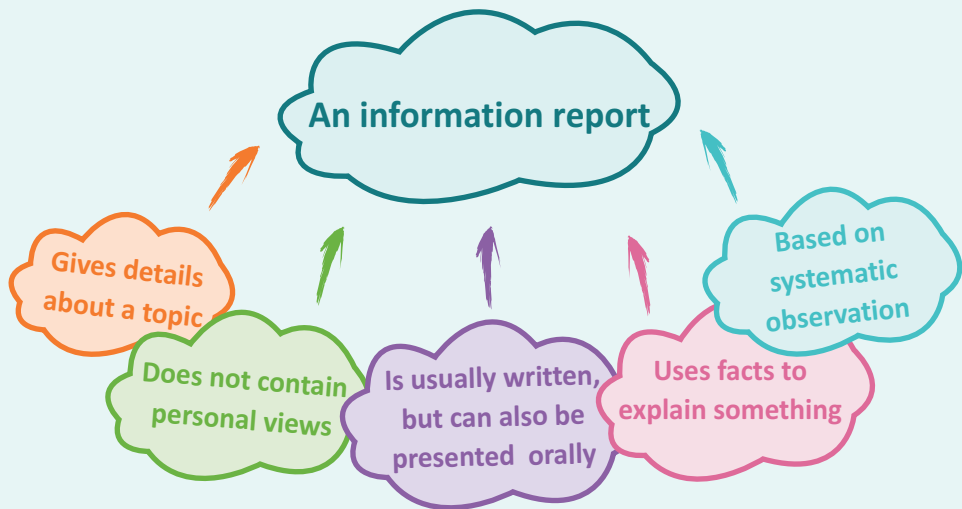 An information report
Gives details
about a topic
Does not contain
personal views
Is usually written,
but can also be
presented orally
Uses facts to
explain something
Based on
systematic
observation